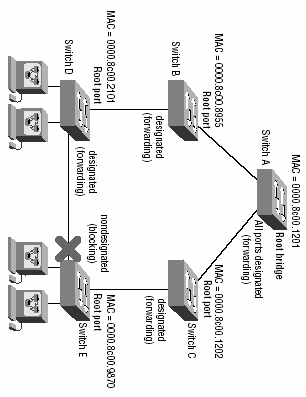 MAC = 0000.8c00.1201
Root bridge
Switch A
All ports designated
(forwarding)
MAC = 0000.8c00.8955
Root port
Switch B
designated
(forwarding)
MAC = 0000.8c00.1202
Root port
Switch C
designated
(forwarding)
MAC = 0000.8c00.2101
Root port
Switch D
designated
(forwarding)
nondesignated
(blocking)
MAC = 0000.8c00.9870
Root port
Switch E